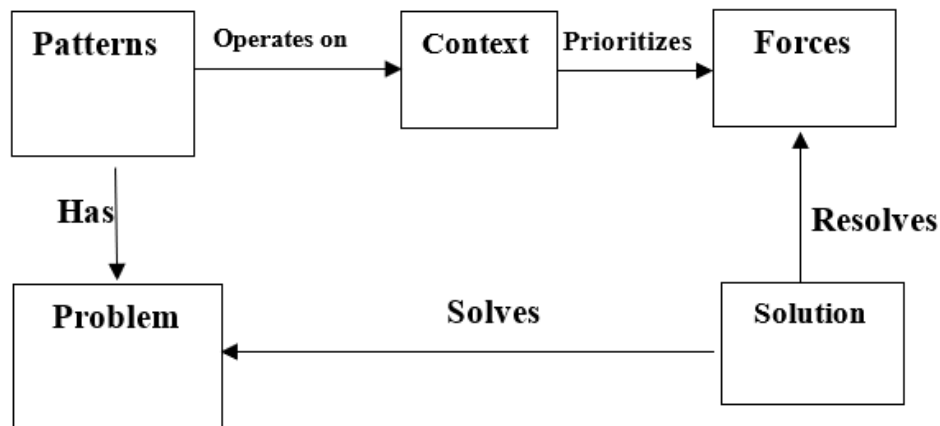 Patterns
Operates on
Context
Prioritizes
Forces
Has
Resolves
Problem
Solves
Solution